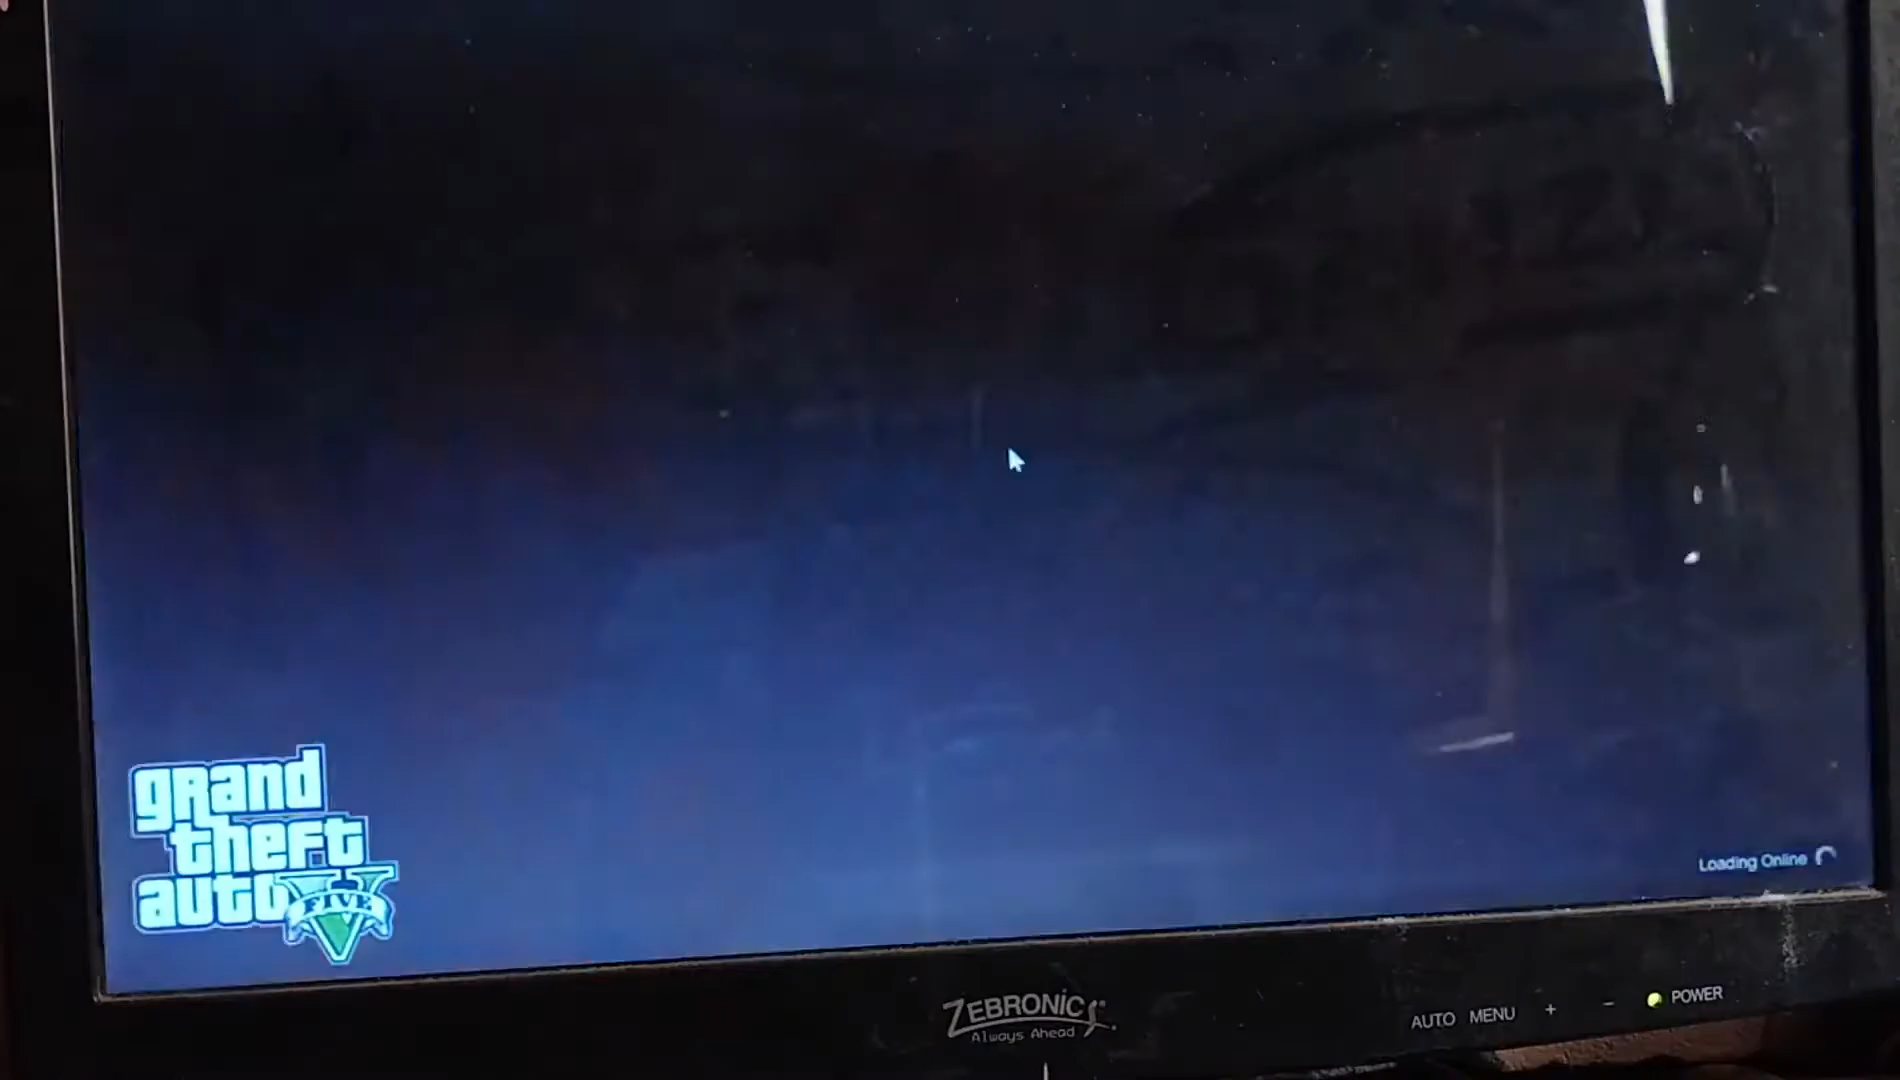 grand
theft
auto
FIVE
Loading Online
ZEBRONICS
Always Ahead
AUTO MENU + - POWER